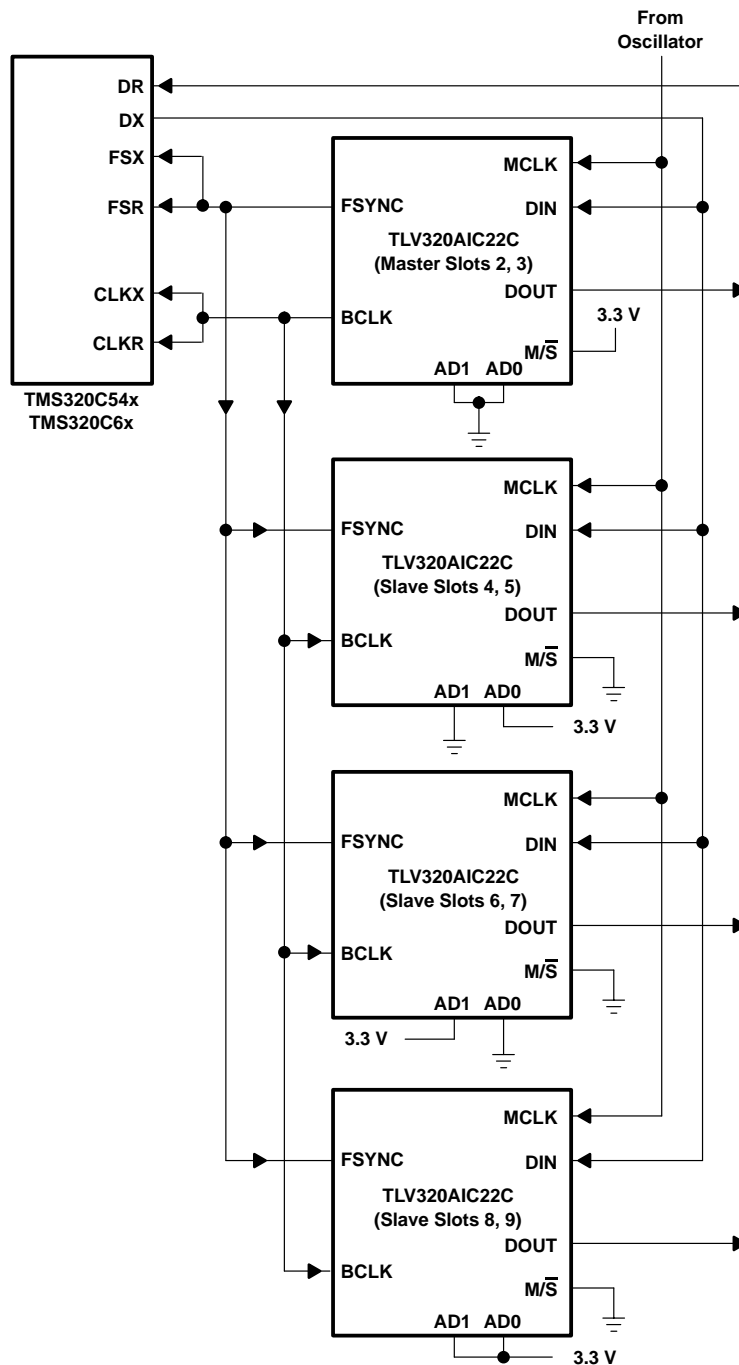 From
Oscillator
DR
DX
FSX
FSR
CLKX
CLKR
TMS320C54x
TMS320C6x
MCLK
FSYNC
DIN
TLV320AIC22C
(Master Slots 2, 3)
DOUT
BCLK
3.3 V
M/S̅
AD1 AD0
MCLK
FSYNC
DIN
TLV320AIC22C
(Slave Slots 4, 5)
DOUT
BCLK
M/S̅
AD1 AD0
3.3 V
MCLK
FSYNC
DIN
TLV320AIC22C
(Slave Slots 6, 7)
DOUT
BCLK
M/S̅
AD1 AD0
3.3 V
MCLK
FSYNC
DIN
TLV320AIC22C
(Slave Slots 8, 9)
DOUT
BCLK
M/S̅
AD1 AD0
3.3 V